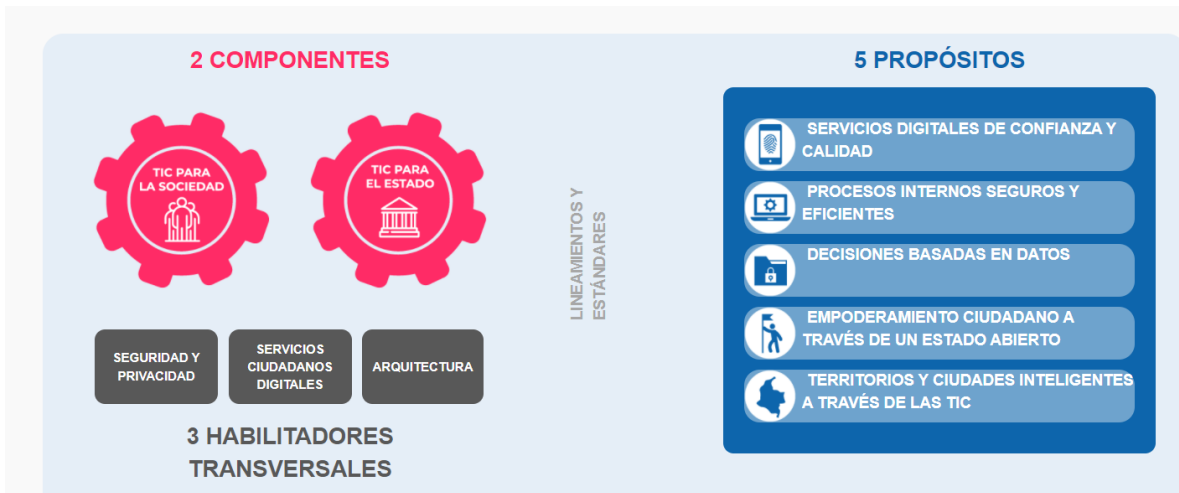 2 COMPONENTES
TIC PARA
LA SOCIEDAD
TIC PARA
EL ESTADO
SEGURIDAD Y
PRIVACIDAD
SERVICIOS
CIUDADANOS
DIGITALES
ARQUITECTURA
3 HABILITADORES
TRANSVERSALES
LINEAMIENTOS Y
ESTÁNDARES
5 PROPÓSITOS
SERVICIOS DIGITALES DE CONFIANZA Y
CALIDAD
PROCESOS INTERNOS SEGUROS Y
EFICIENTES
DECISIONES BASADAS EN DATOS
EMPODERAMIENTO CIUDADANO A
TRAVÉS DE UN ESTADO ABIERTO
TERRITORIOS Y CIUDADES INTELIGENTES
A TRAVÉS DE LAS TIC